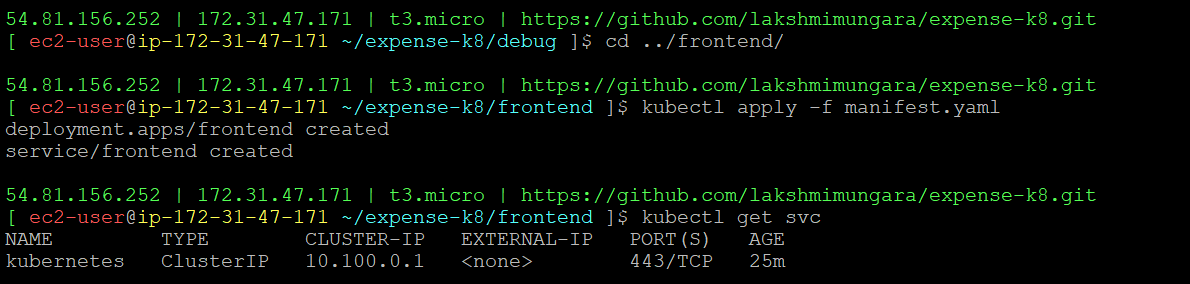 54.81.156.252 | 172.31.47.171 | t3.micro | https://github.com/lakshmimungara/expense-k8.git
[ ec2-user@ip-172-31-47-171 ~/expense-k8/debug ]$ cd ../frontend/
54.81.156.252 | 172.31.47.171 | t3.micro | https://github.com/lakshmimungara/expense-k8.git
[ ec2-user@ip-172-31-47-171 ~/expense-k8/frontend ]$ kubectl apply -f manifest.yaml
deployment.apps/frontend created
service/frontend created
54.81.156.252 | 172.31.47.171 | t3.micro | https://github.com/lakshmimungara/expense-k8.git
[ ec2-user@ip-172-31-47-171 ~/expense-k8/frontend ]$ kubectl get svc
NAME         TYPE        CLUSTER-IP   EXTERNAL-IP   PORT(S)   AGE
kubernetes   ClusterIP   10.100.0.1   <none>        443/TCP   25m